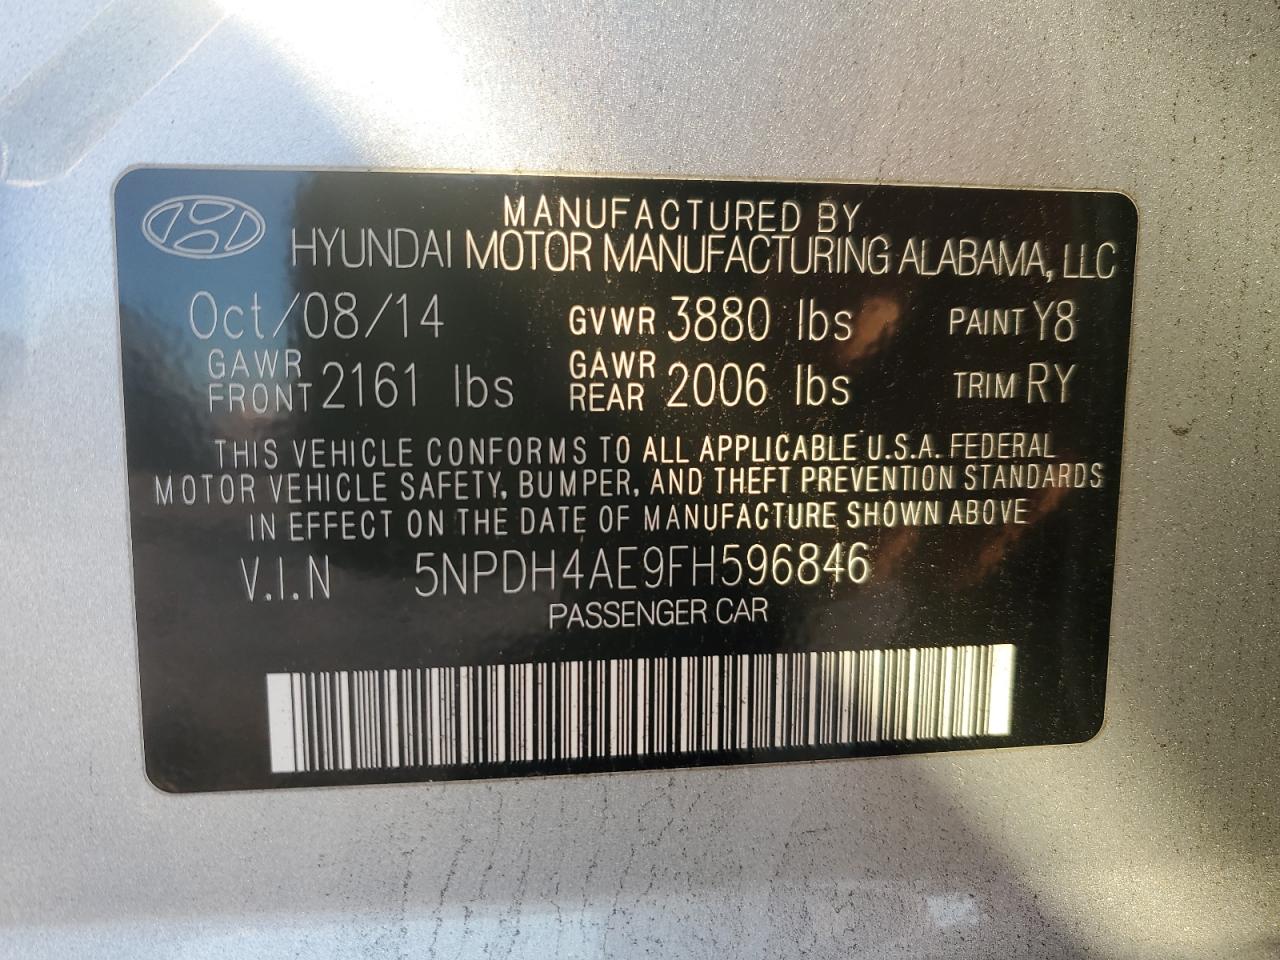 MANUFACTURED BY
HYUNDAI MOTOR MANUFACTURING ALABAMA, LLC
Oct/08/14 GVWR 3880 lbs PAINT Y8
GAWR FRONT 2161 lbs GAWR REAR 2006 lbs TRIM RY
THIS VEHICLE CONFORMS TO ALL APPLICABLE U.S.A. FEDERAL
MOTOR VEHICLE SAFETY, BUMPER, AND THEFT PREVENTION STANDARDS
IN EFFECT ON THE DATE OF MANUFACTURE SHOWN ABOVE
V.I.N 5NPDH4AE9FH596846
PASSENGER CAR